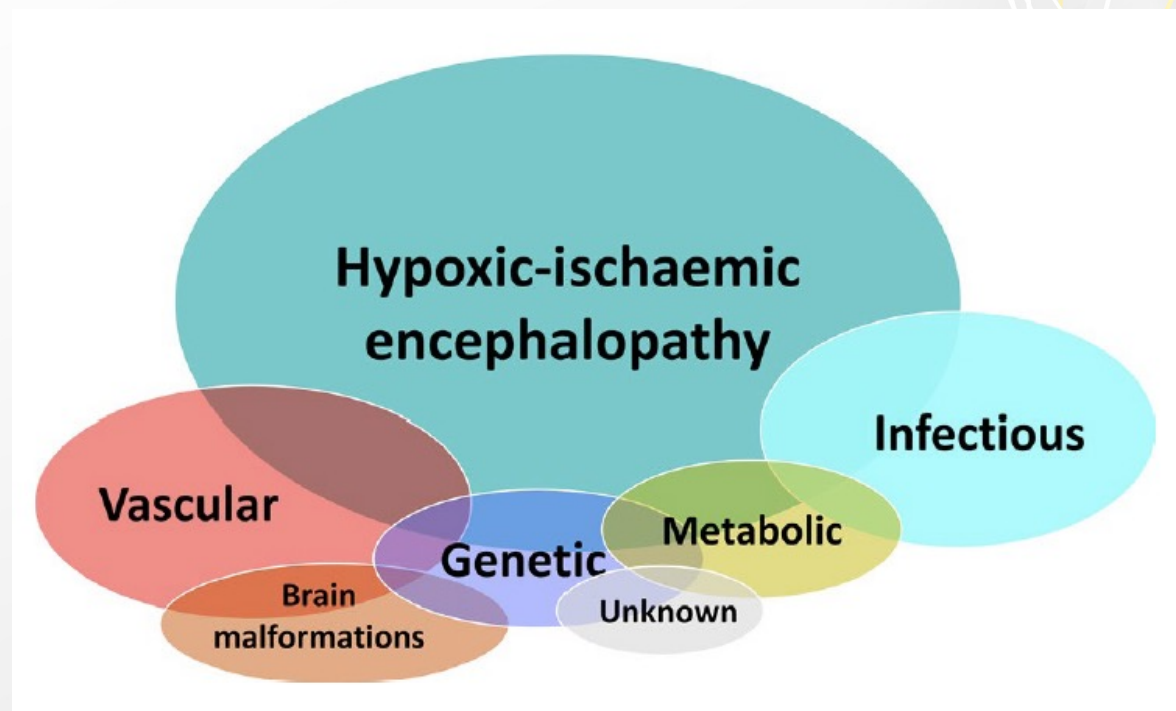 Hypoxic-ischaemic
encephalopathy
Infectious
Vascular
Metabolic
Genetic
Brain
malformations
Unknown